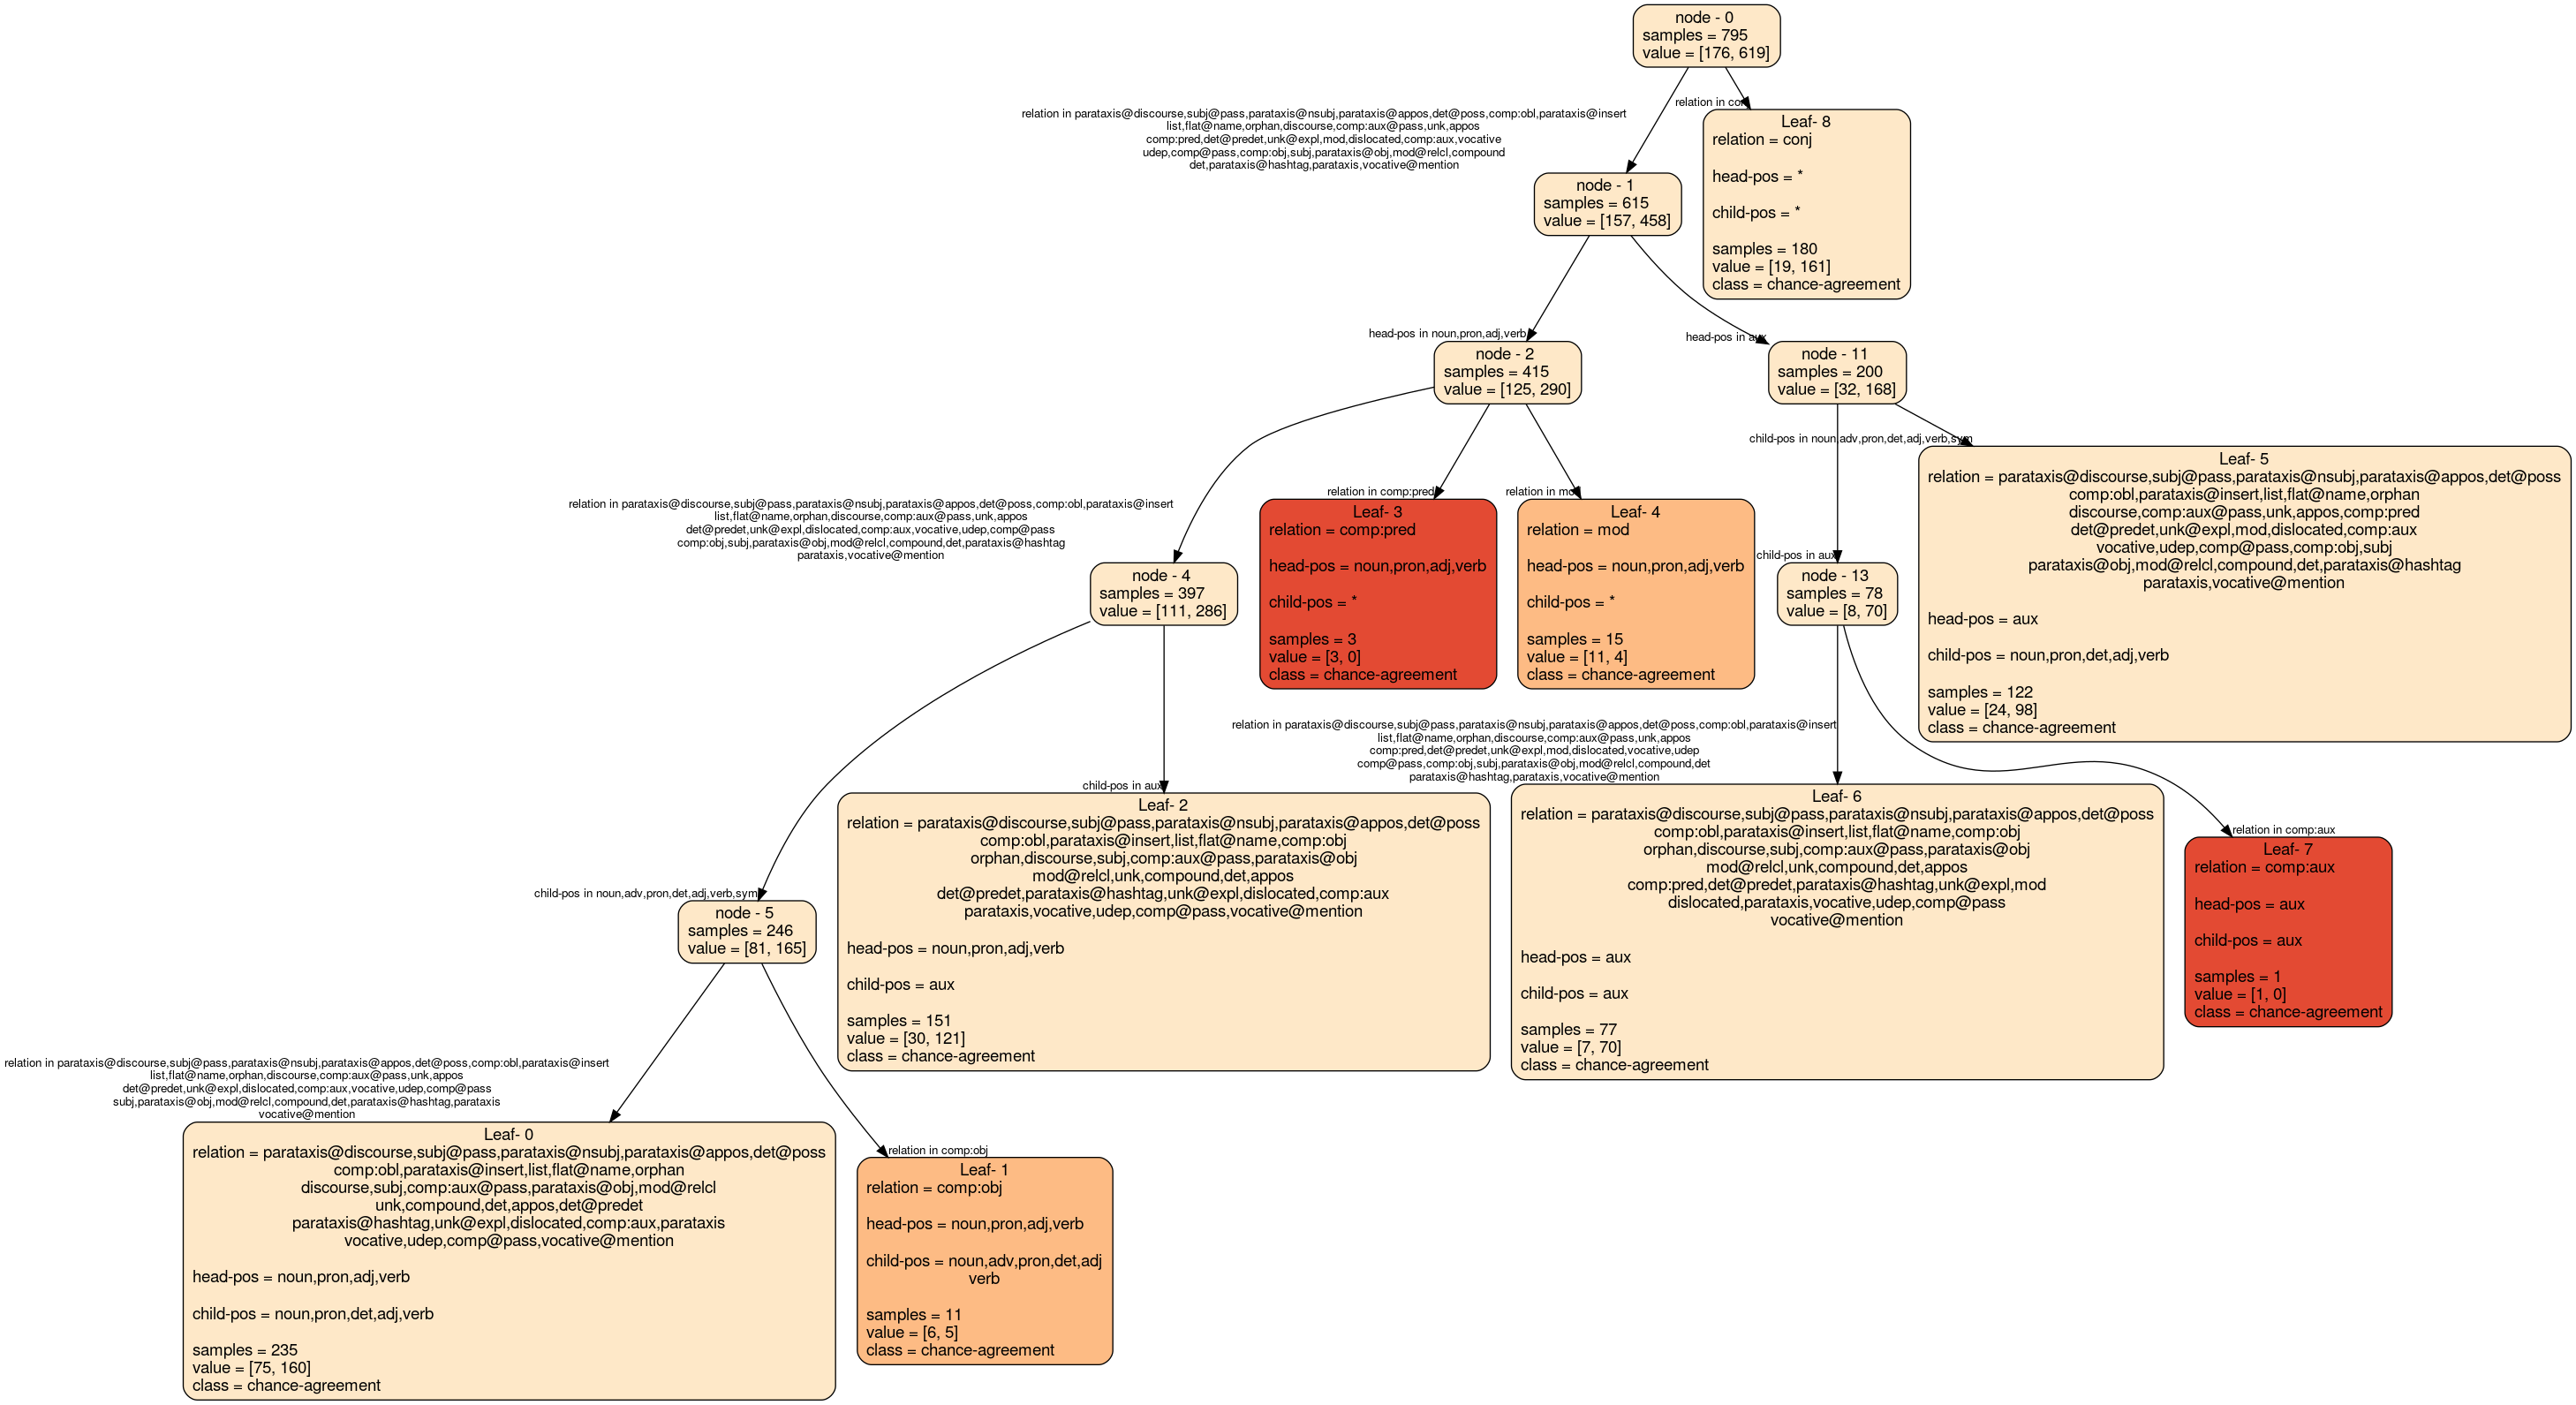 node - 0
samples = 795
value = [176, 619]
relation in parataxis@discourse,subj@pass,parataxis@nsubj,parataxis@appos,det@poss,comp:obl,parataxis@insert
list,flat@name,orphan,discourse,comp:aux@pass,unk,appos
comp:pred,det@predet,unk@expl,mod,dislocated,comp:aux,vocative
udep,comp@pass,comp:obj,subj,parataxis@obj,mod@relcl,compound
det,parataxis@hashtag,parataxis,vocative@mention
relation in conj
Leaf- 8
relation = conj
head-pos = *
child-pos = *
samples = 180
value = [19, 161]
class = chance-agreement
node - 1
samples = 615
value = [157, 458]
head-pos in noun,pron,adj,verb
head-pos in aux
node - 2
samples = 415
value = [125, 290]
node - 11
samples = 200
value = [32, 168]
relation in parataxis@discourse,subj@pass,parataxis@nsubj,parataxis@appos,det@poss,comp:obl,parataxis@insert
list,flat@name,orphan,discourse,comp:aux@pass,unk,appos
det@predet,unk@expl,dislocated,comp:aux,vocative,udep,comp@pass
comp:obj,subj,parataxis@obj,mod@relcl,compound,det,parataxis@hashtag
parataxis,vocative@mention
relation in comp:pred
relation in mod
child-pos in aux
child-pos in noun,adv,pron,det,adj,verb,sym
node - 4
samples = 397
value = [111, 286]
Leaf- 3
relation = comp:pred
head-pos = noun,pron,adj,verb
child-pos = *
samples = 3
value = [3, 0]
class = chance-agreement
Leaf- 4
relation = mod
head-pos = noun,pron,adj,verb
child-pos = *
samples = 15
value = [11, 4]
class = chance-agreement
node - 13
samples = 78
value = [8, 70]
Leaf- 5
relation = parataxis@discourse,subj@pass,parataxis@nsubj,parataxis@appos,det@poss
comp:obl,parataxis@insert,list,flat@name,orphan
discourse,comp:aux@pass,unk,appos,comp:pred
det@predet,unk@expl,mod,dislocated,comp:aux
vocative,udep,comp@pass,comp:obj,subj
parataxis@obj,mod@relcl,compound,det,parataxis@hashtag
parataxis,vocative@mention
head-pos = aux
child-pos = noun,pron,det,adj,verb
samples = 122
value = [24, 98]
class = chance-agreement
child-pos in noun,adv,pron,det,adj,verb,sym
child-pos in aux
relation in parataxis@discourse,subj@pass,parataxis@nsubj,parataxis@appos,det@poss,comp:obl,parataxis@insert
list,flat@name,orphan,discourse,comp:aux@pass,unk,appos
comp:pred,det@predet,unk@expl,mod,dislocated,vocative,udep
comp@pass,comp:obj,subj,parataxis@obj,mod@relcl,compound,det
parataxis@hashtag,parataxis,vocative@mention
relation in comp:aux
node - 5
samples = 246
value = [81, 165]
Leaf- 2
relation = parataxis@discourse,subj@pass,parataxis@nsubj,parataxis@appos,det@poss
comp:obl,parataxis@insert,list,flat@name,comp:obj
orphan,discourse,subj,comp:aux@pass,parataxis@obj
mod@relcl,unk,compound,det,appos
det@predet,parataxis@hashtag,unk@expl,dislocated,comp:aux
parataxis,vocative,udep,comp@pass,vocative@mention
head-pos = noun,pron,adj,verb
child-pos = aux
samples = 151
value = [30, 121]
class = chance-agreement
Leaf- 6
relation = parataxis@discourse,subj@pass,parataxis@nsubj,parataxis@appos,det@poss
comp:obl,parataxis@insert,list,flat@name,comp:obj
orphan,discourse,subj,comp:aux@pass,parataxis@obj
mod@relcl,unk,compound,det,appos
comp:pred,det@predet,parataxis@hashtag,unk@expl,mod
dislocated,parataxis,vocative,udep,comp@pass
vocative@mention
head-pos = aux
child-pos = aux
samples = 77
value = [7, 70]
class = chance-agreement
Leaf- 7
relation = comp:aux
head-pos = aux
child-pos = aux
samples = 1
value = [1, 0]
class = chance-agreement
relation in parataxis@discourse,subj@pass,parataxis@nsubj,parataxis@appos,det@poss,comp:obl,parataxis@insert
list,flat@name,orphan,discourse,comp:aux@pass,unk,appos
det@predet,unk@expl,dislocated,comp:aux,vocative,udep,comp@pass
subj,parataxis@obj,mod@relcl,compound,det,parataxis@hashtag,parataxis
vocative@mention
relation in comp:obj
Leaf- 0
relation = parataxis@discourse,subj@pass,parataxis@nsubj,parataxis@appos,det@poss
comp:obl,parataxis@insert,list,flat@name,orphan
discourse,subj,comp:aux@pass,parataxis@obj,mod@relcl
unk,compound,det,appos,det@predet
parataxis@hashtag,unk@expl,dislocated,comp:aux,parataxis
vocative,udep,comp@pass,vocative@mention
head-pos = noun,pron,adj,verb
child-pos = noun,pron,det,adj,verb
samples = 235
value = [75, 160]
class = chance-agreement
Leaf- 1
relation = comp:obj
head-pos = noun,pron,adj,verb
child-pos = noun,adv,pron,det,adj
verb
samples = 11
value = [6, 5]
class = chance-agreement